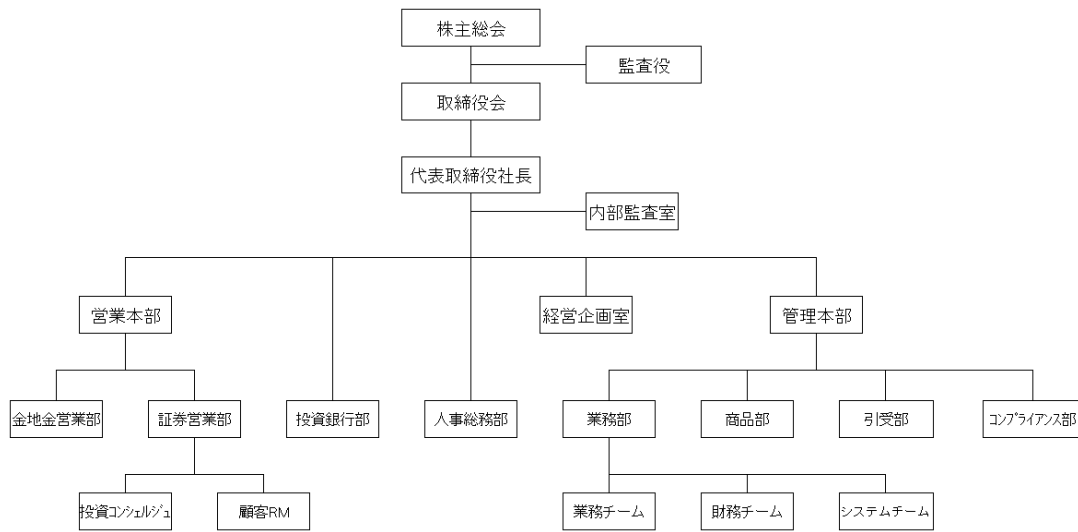 株主総会
監査役
取締役会
代表取締役社長
内部監査室
営業本部
経営企画室
管理本部
金地金営業部
証券営業部
投資銀行部
人事総務部
業務部
商品部
引受部
コンプライアンス部
投資コンシェルジュ
顧客RM
業務チーム
財務チーム
システムチーム